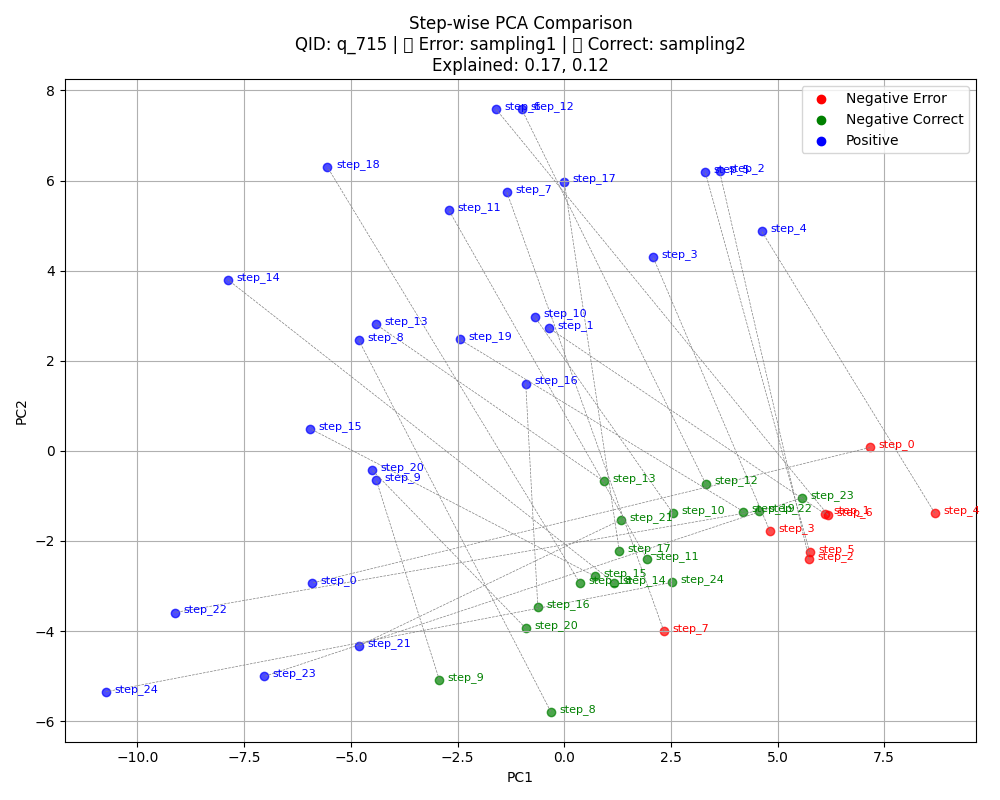 Step-wise PCA Comparison
QID: q_715 | ▯ Error: sampling1 | ▯ Correct: sampling2
Explained: 0.17, 0.12
Negative Error
Negative Correct
Positive
8
6
4
2
0
−2
−4
−6
PC2
step_6
step_12
step_18
step_5
step_2
step_17
step_7
step_11
step_4
step_3
step_14
step_10
step_13
step_1
step_8
step_19
step_16
step_15
step_0
step_20
step_9
step_13
step_12
step_23
step_19
step_22
step_10
step_1
step_6
step_4
step_21
step_3
step_17
step_5
step_11
step_2
step_15
step_18
step_14
step_24
step_0
step_16
step_22
step_20
step_7
step_21
step_23
step_9
step_24
step_8
−10.0
−7.5
−5.0
−2.5
0.0
2.5
5.0
7.5
PC1